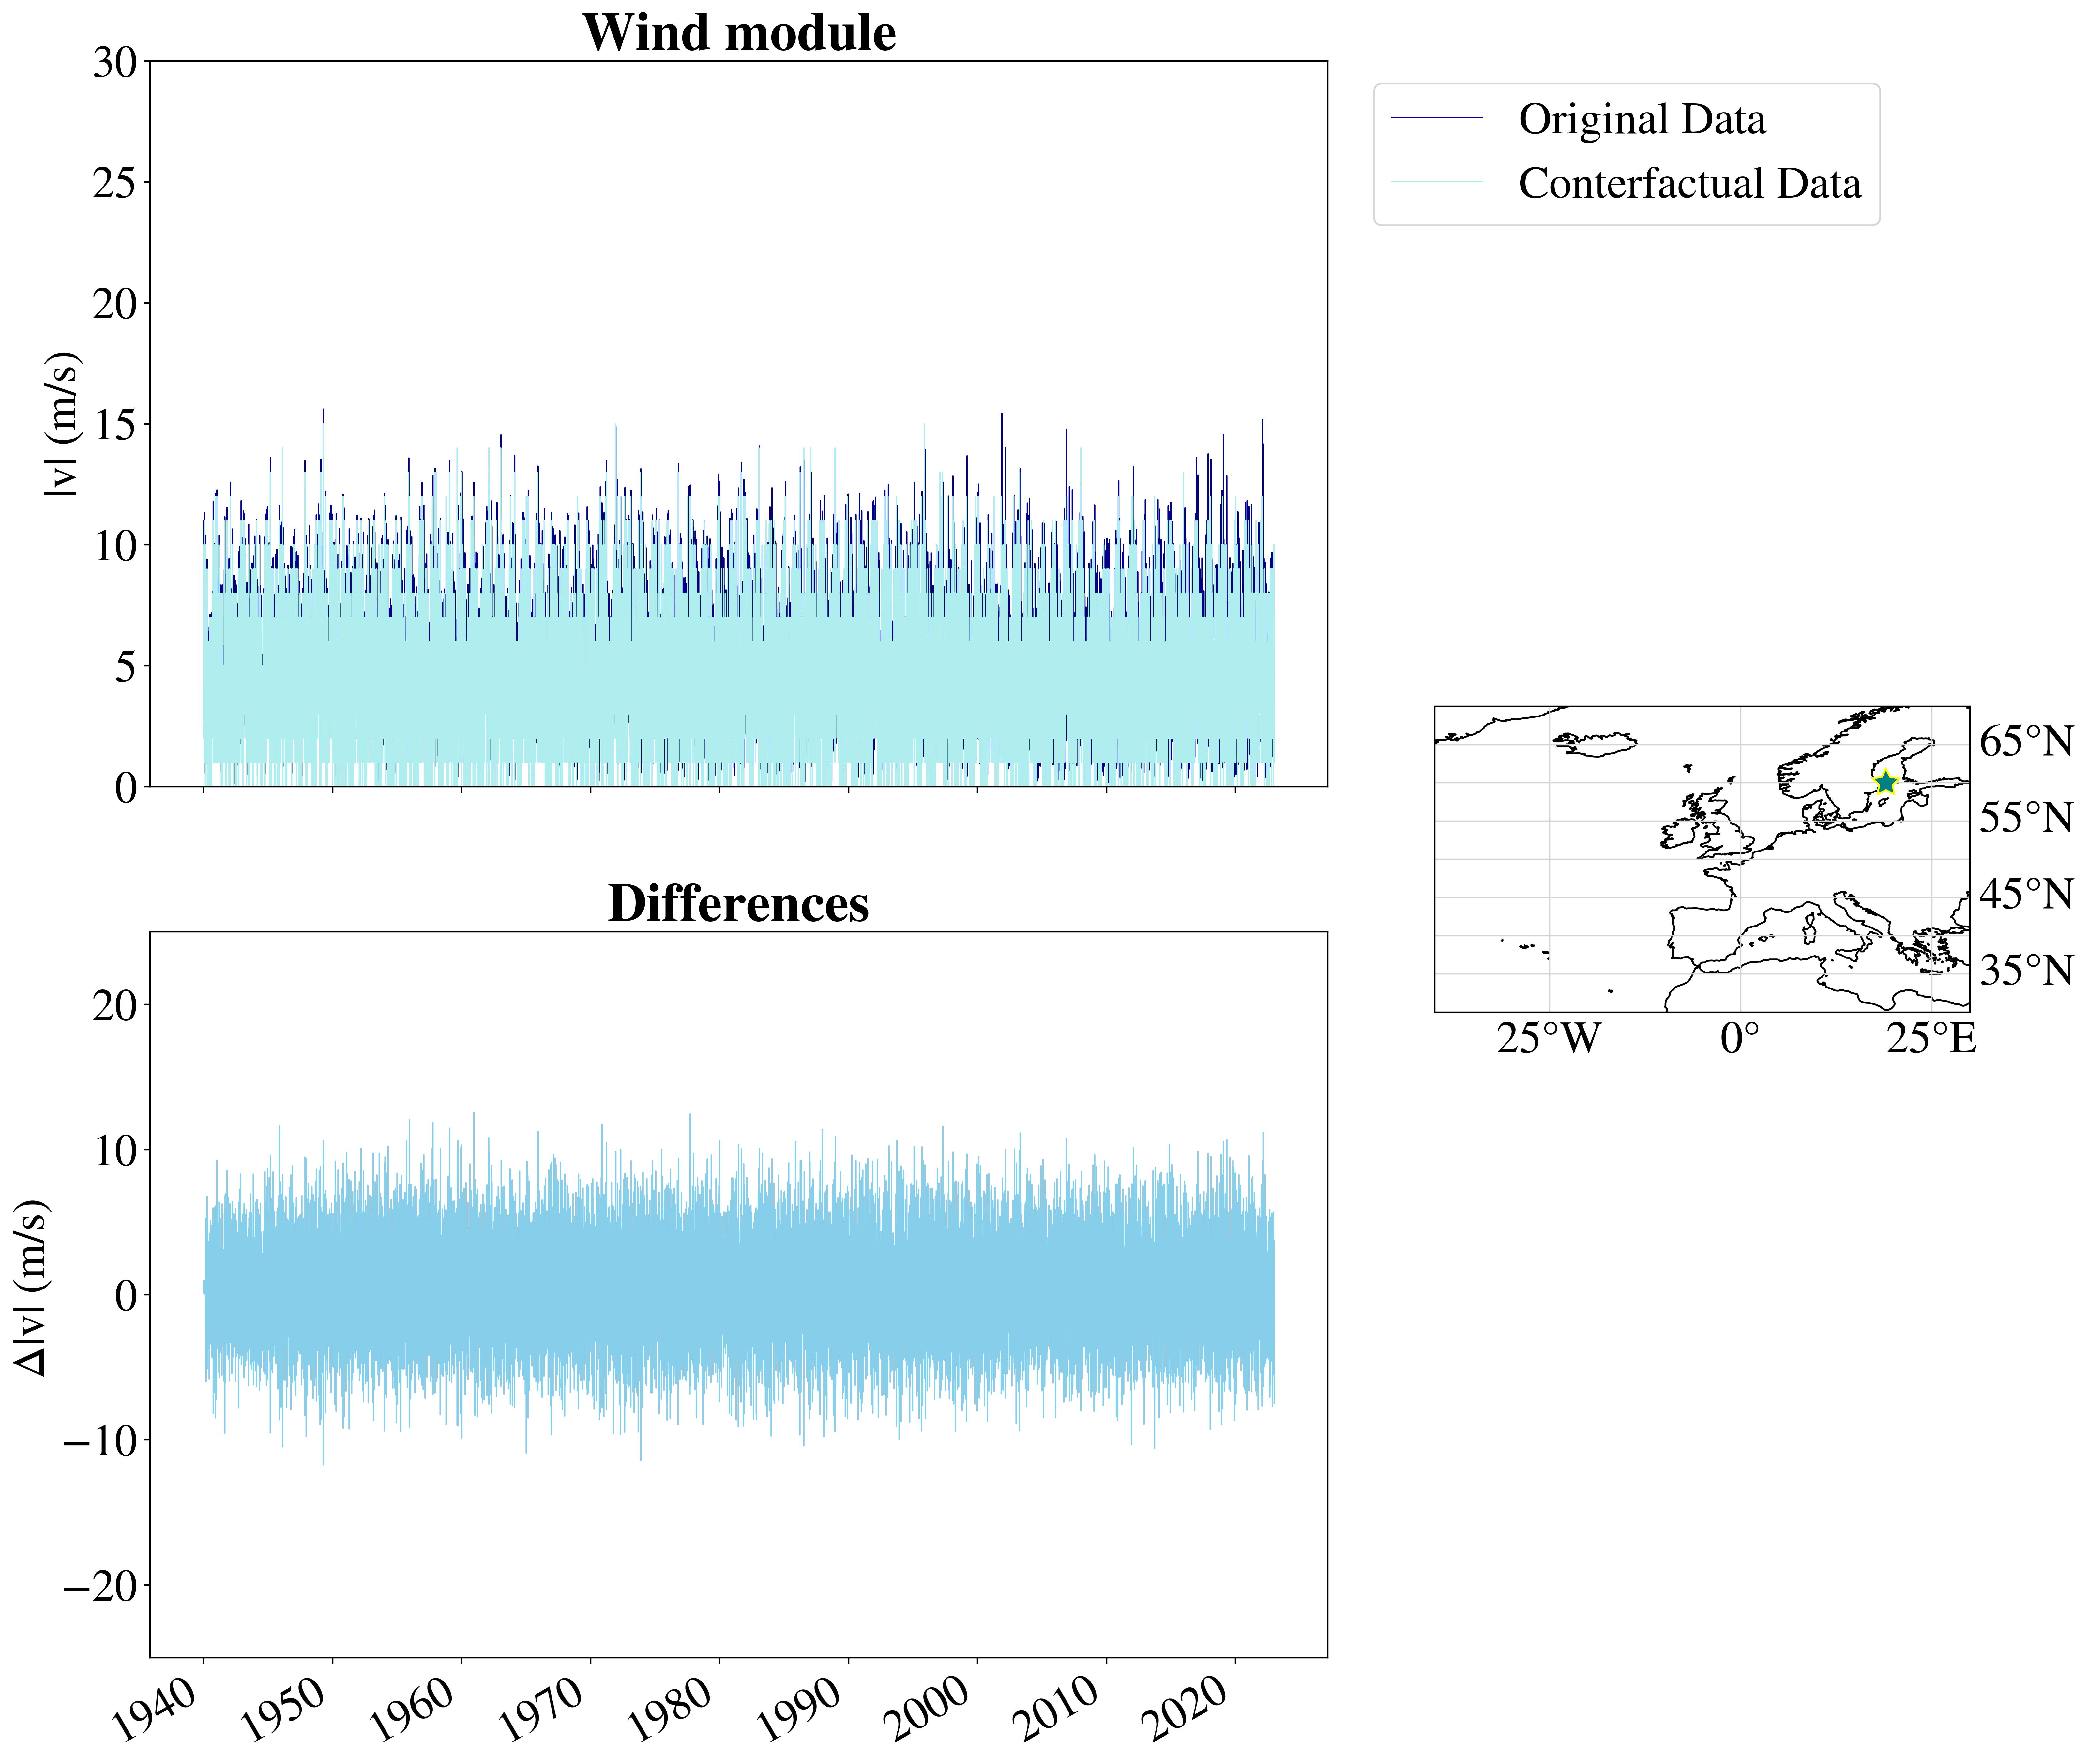 Wind module
30
25
20
15
10
5
0
|v| (m/s)
Original Data
Conterfactual Data
65°N
55°N
45°N
35°N
25°W 0° 25°E
Differences
20
10
0
−10
−20
Δ|v| (m/s)
1940 1950 1960 1970 1980 1990 2000 2010 2020